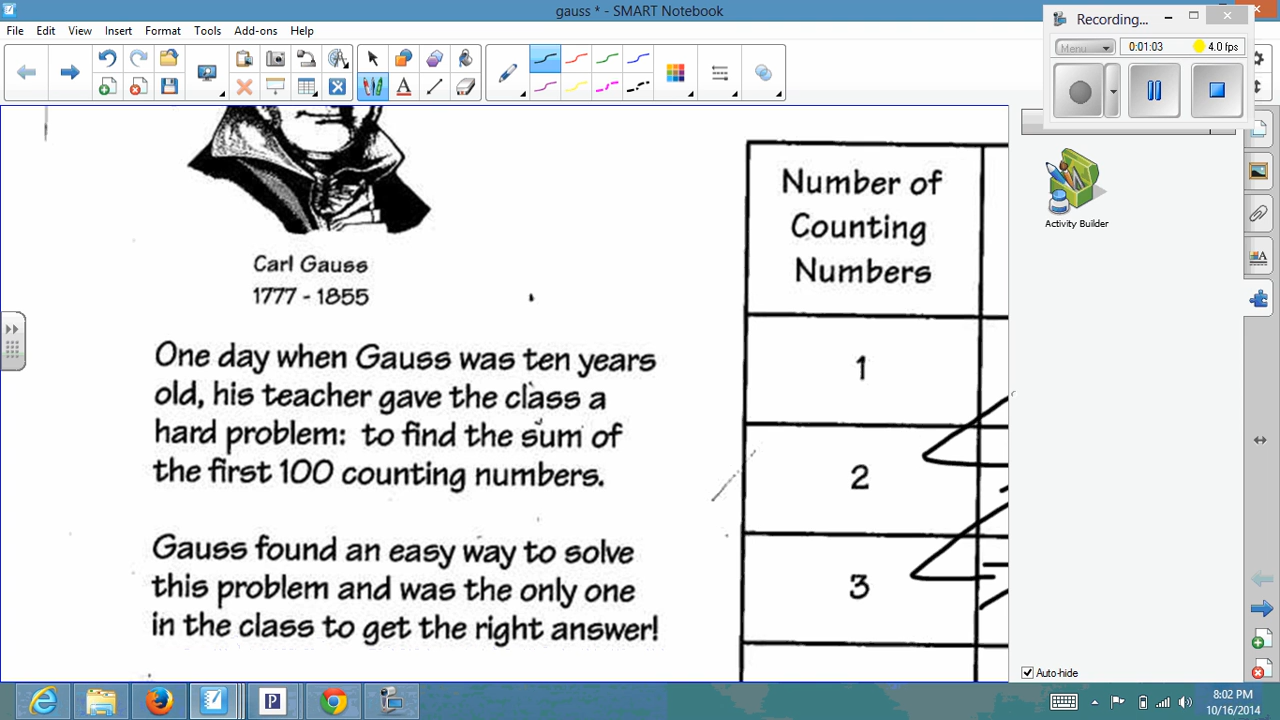 gauss * - SMART Notebook
File Edit View Insert Format Tools Add-ons Help
Recording...
Menu 0:01:03 4.0 fps
Carl Gauss
1777 - 1855
One day when Gauss was ten years
old, his teacher gave the class a
hard problem: to find the sum of
the first 100 counting numbers.
Gauss found an easy way to solve
this problem and was the only one
in the class to get the right answer!
Number of
Counting
Numbers
1
2
3
Activity Builder
Auto-hide
8:02 PM
10/16/2014